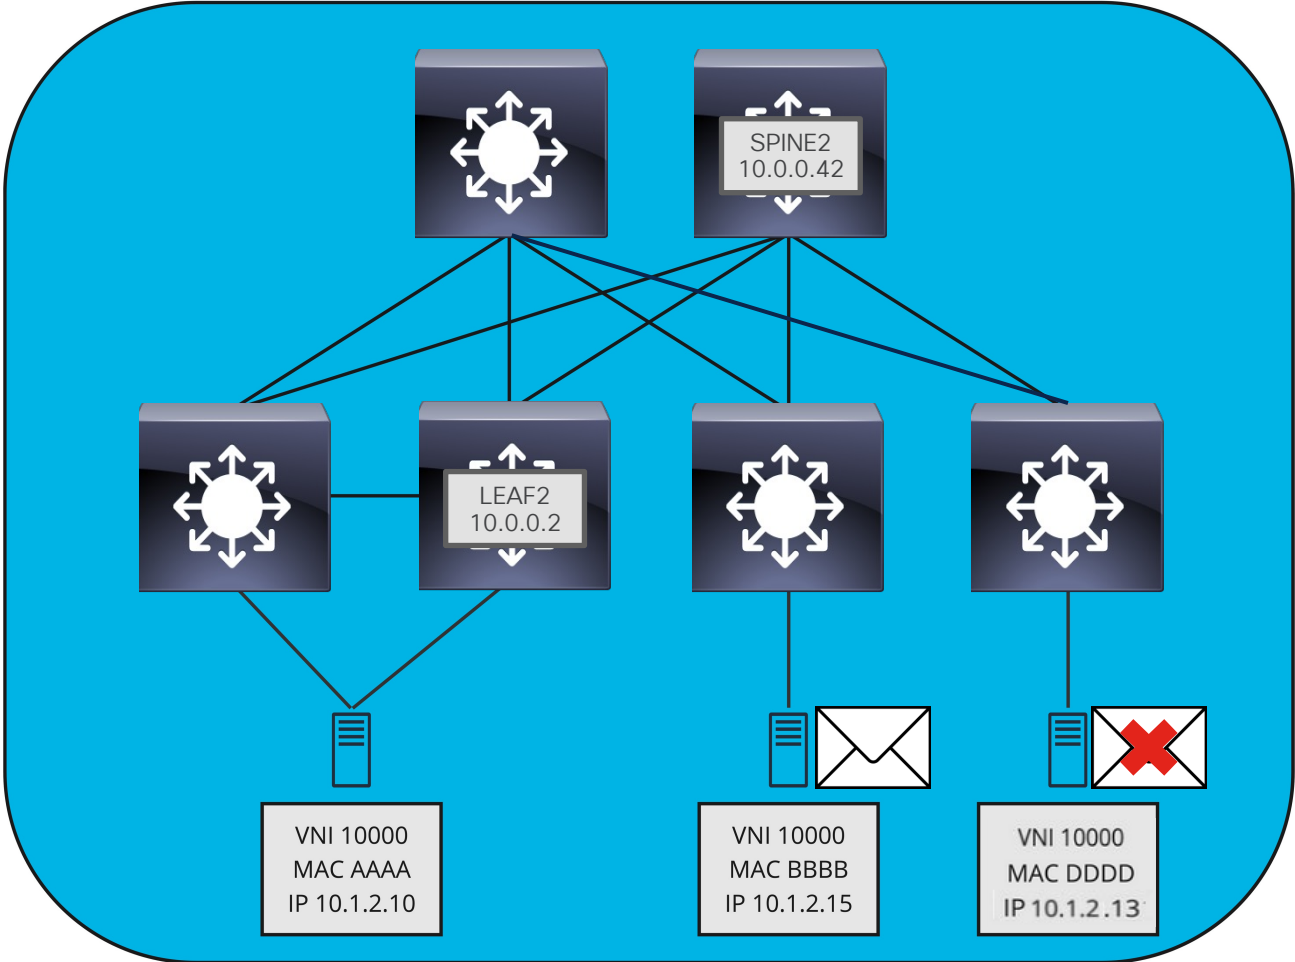 SPINE2
10.0.0.42
LEAF2
10.0.0.2
VNI 10000
MAC AAAA
IP 10.1.2.10
VNI 10000
MAC BBBB
IP 10.1.2.15
VNI 10000
MAC DDDD
IP 10.1.2.13